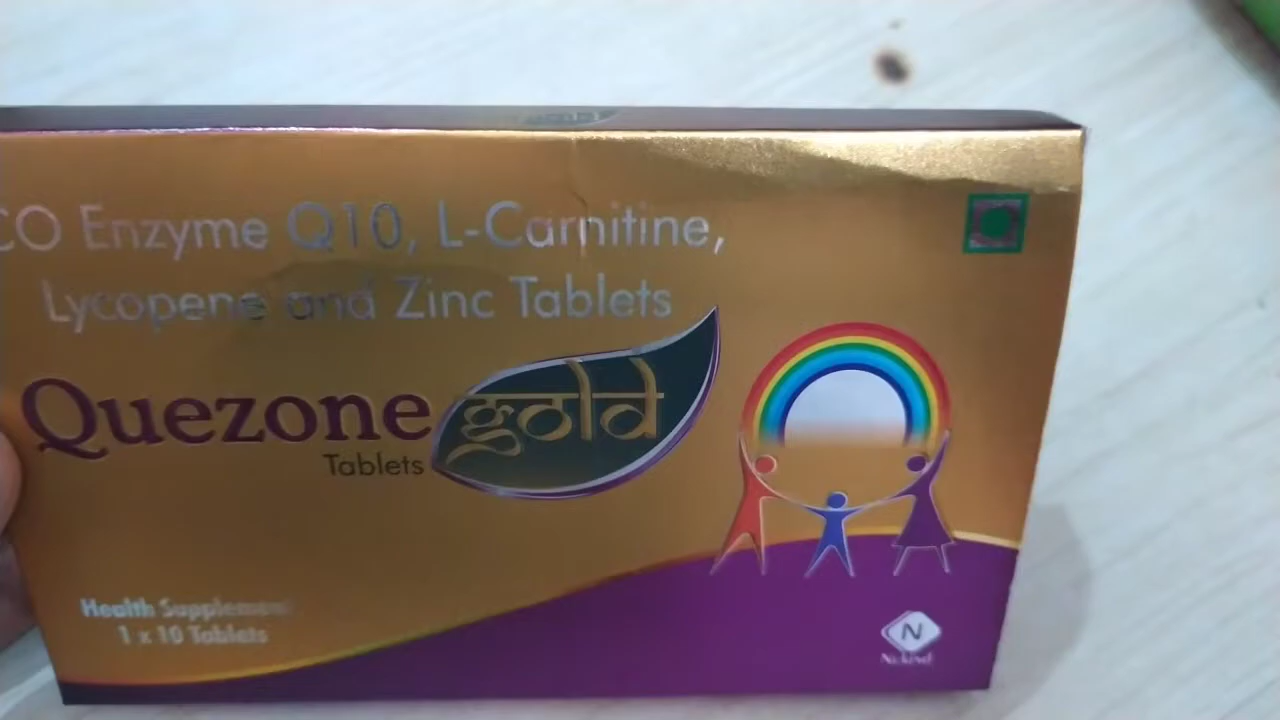 CO Enzyme Q10, L-Carnitine,
Lycopene and Zinc Tablets
Quezone gold
Tablets
Health Supplement
1 x 10 Tablets
N